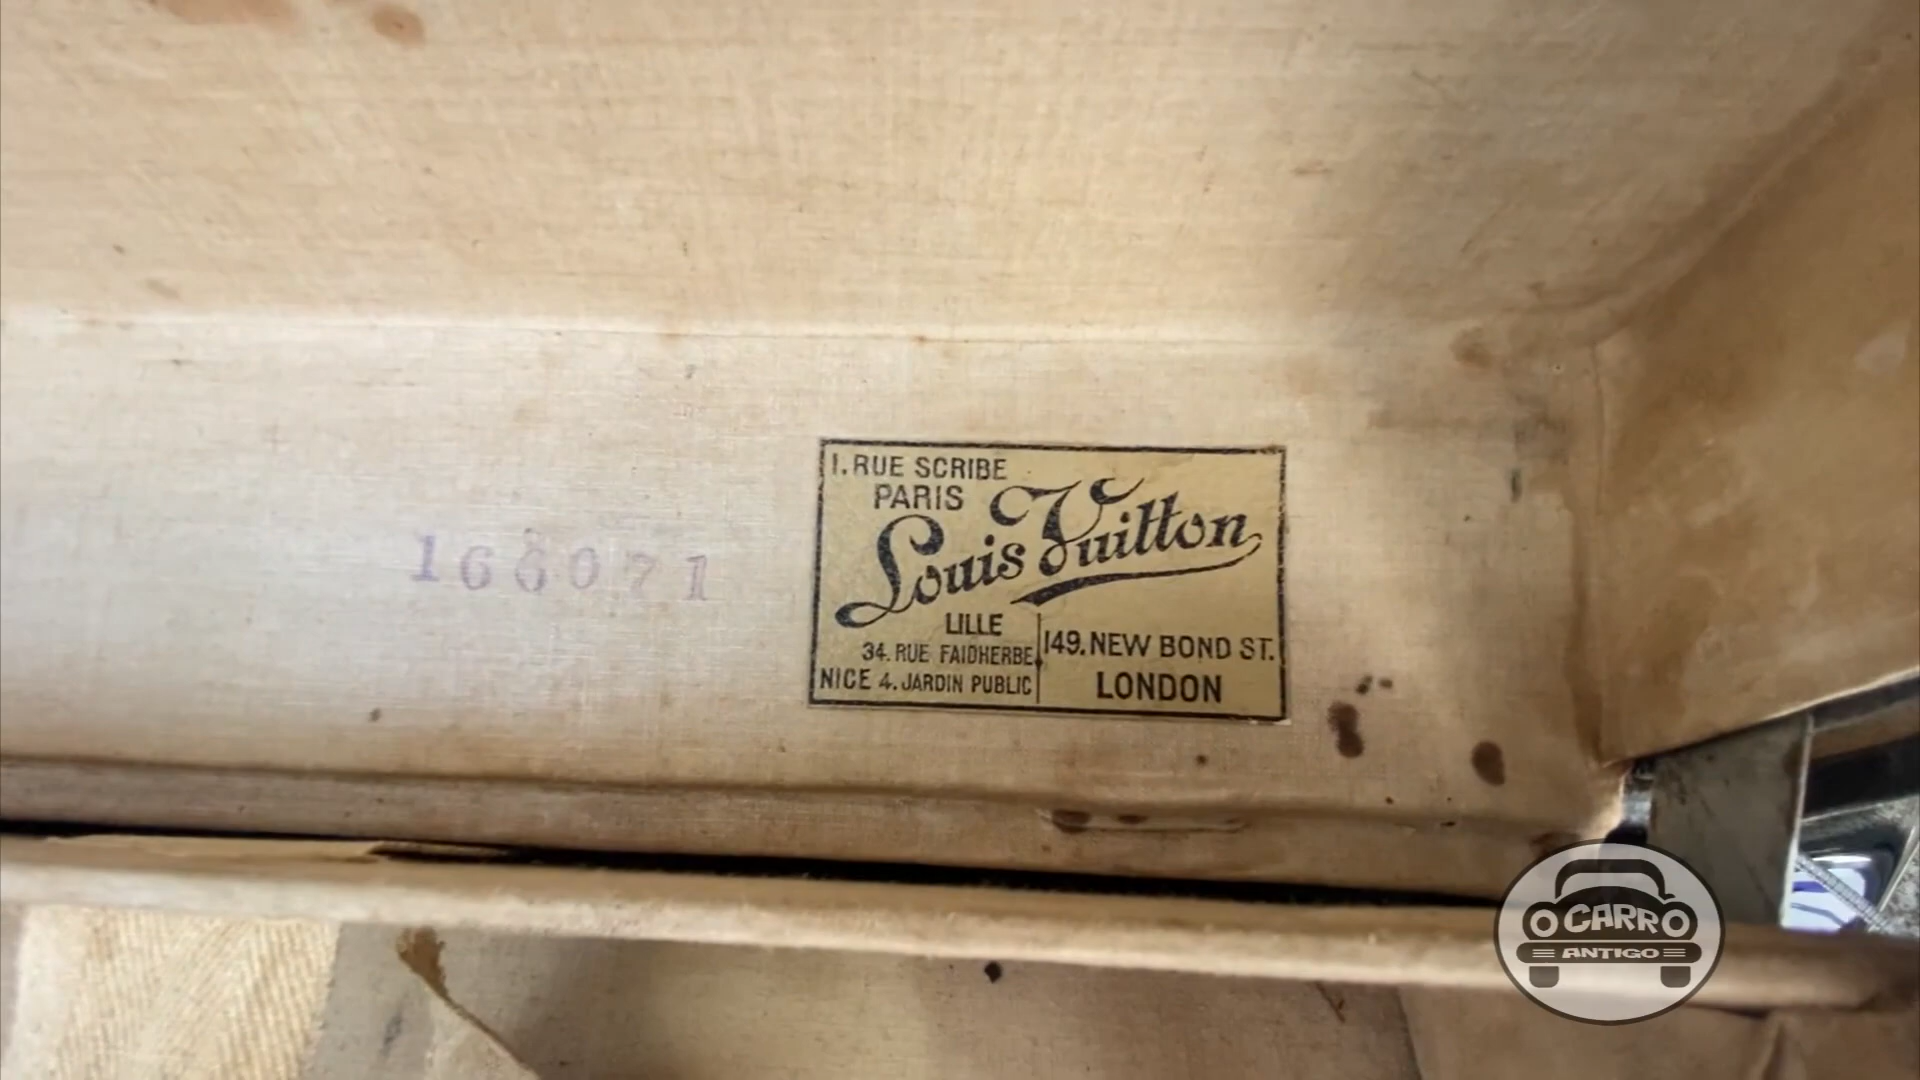 1. RUE SCRIBE
PARIS
Louis Vuitton
LILLE
34. RUE FAIDHERBE
NICE 4. JARDIN PUBLIC
149. NEW BOND ST.
LONDON
166071
O CARRO
ANTIGO